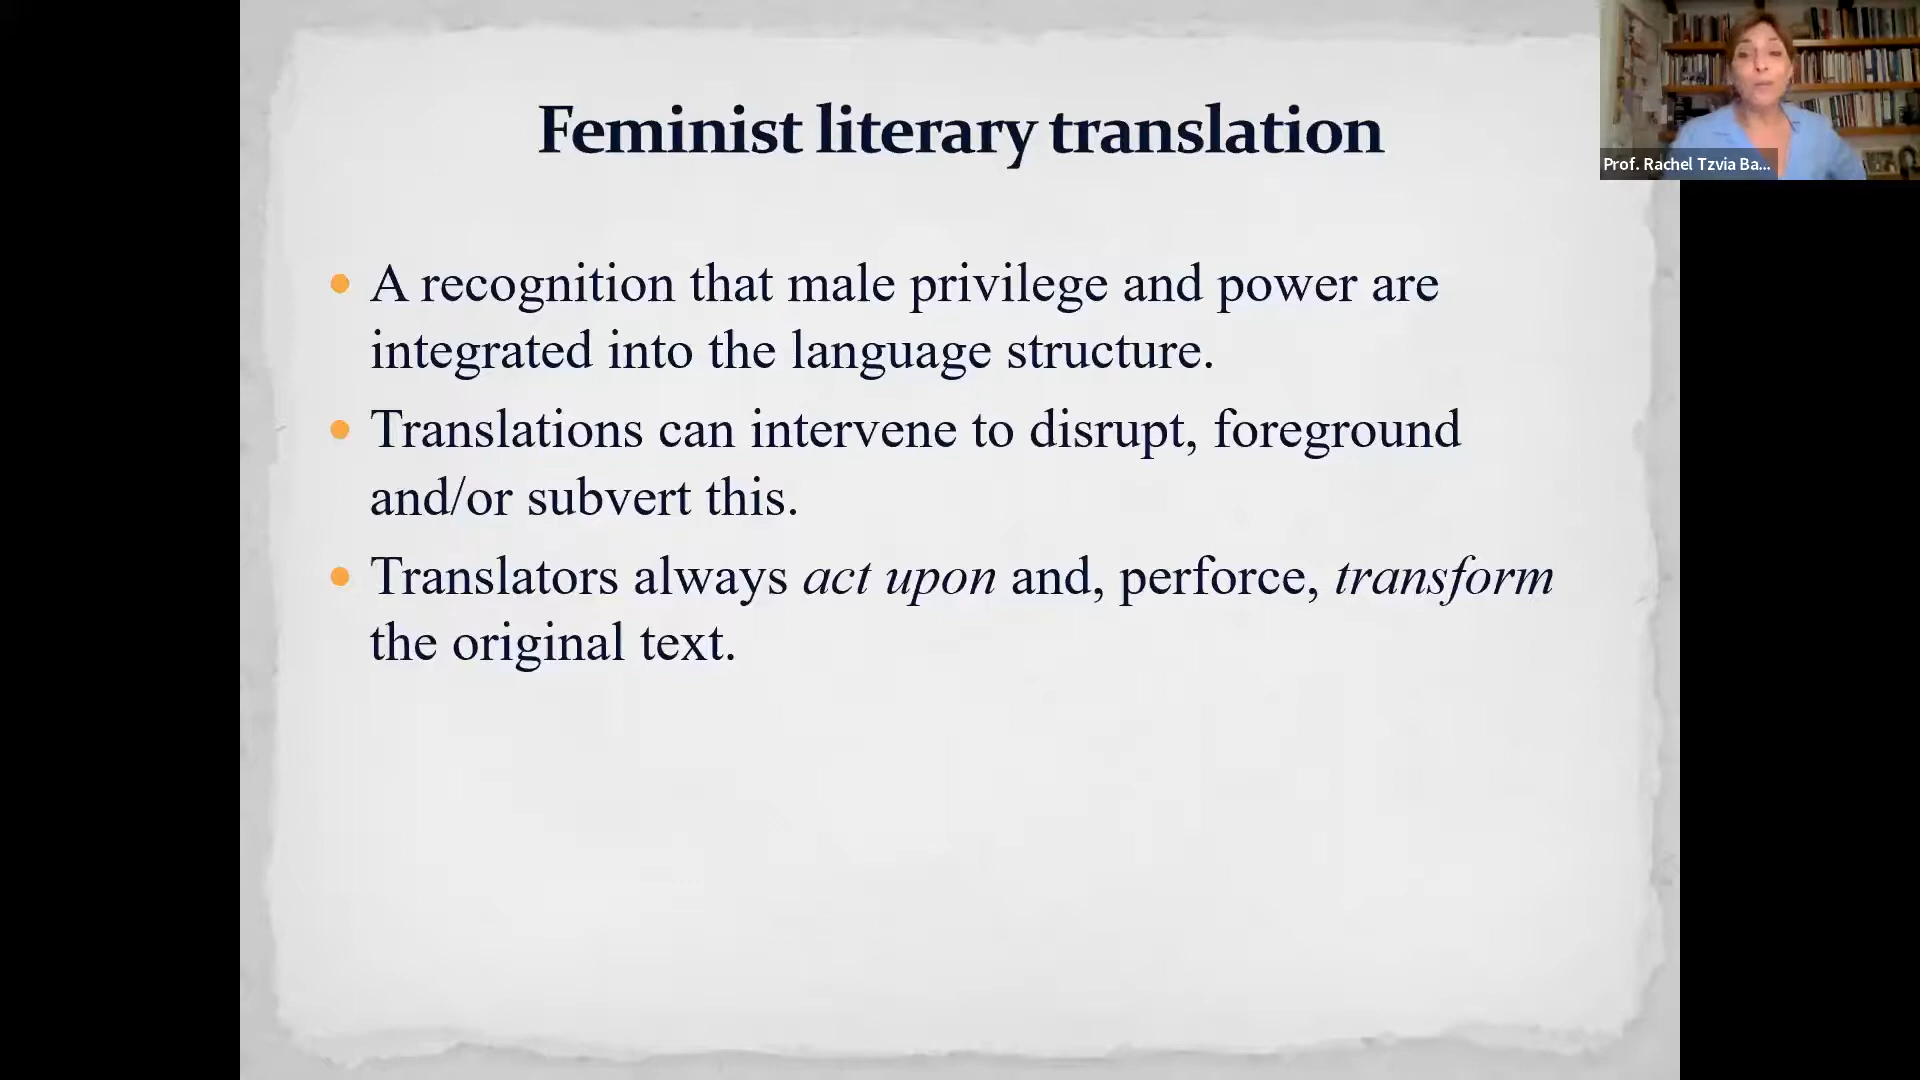 Feminist literary translation
Prof. Rachel Tzvia Ba...
• A recognition that male privilege and power are
integrated into the language structure.
• Translations can intervene to disrupt, foreground
and/or subvert this.
• Translators always act upon and, perforce, transform
the original text.